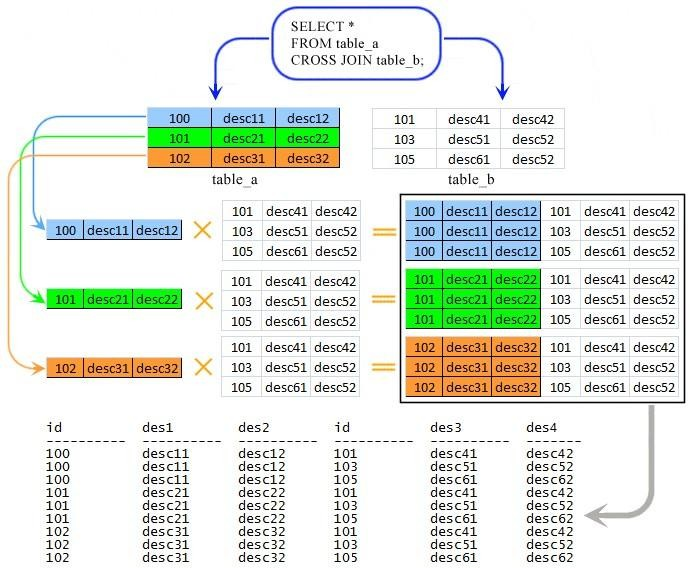 SELECT *
FROM table_a
CROSS JOIN table_b;
100 desc11 desc12 101 desc41 desc42
101 desc21 desc22 103 desc51 desc52
102 desc31 desc32 105 desc61 desc52
table_a table_b
101 desc41 desc42 100 desc11 desc12 101 desc41 desc42
100 desc11 desc12 × 103 desc51 desc52 = 100 desc11 desc12 103 desc51 desc52
105 desc61 desc52 100 desc11 desc12 105 desc61 desc52
101 desc41 desc42 101 desc21 desc22 101 desc41 desc42
101 desc21 desc22 × 103 desc51 desc52 = 101 desc21 desc22 103 desc51 desc52
105 desc61 desc52 101 desc21 desc22 105 desc61 desc52
101 desc41 desc42 102 desc31 desc32 101 desc41 desc42
102 desc31 desc32 × 103 desc51 desc52 = 102 desc31 desc32 103 desc51 desc52
105 desc61 desc52 102 desc31 desc32 105 desc61 desc52
id des1 des2 id des3 des4
---------- ---------- ---------- ---------- ---------- -------
100 desc11 desc12 101 desc41 desc42
100 desc11 desc12 103 desc51 desc52
100 desc11 desc12 105 desc61 desc62
101 desc21 desc22 101 desc41 desc42
101 desc21 desc22 103 desc51 desc52
101 desc21 desc22 105 desc61 desc62
102 desc31 desc32 101 desc41 desc42
102 desc31 desc32 103 desc51 desc52
102 desc31 desc32 105 desc61 desc62